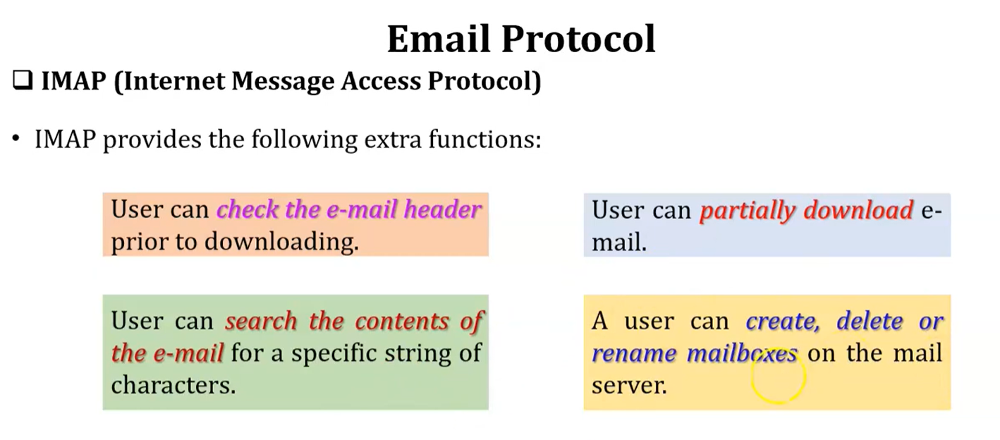 Email Protocol
IMAP (Internet Message Access Protocol)
• IMAP provides the following extra functions:
User can check the e-mail header
prior to downloading.
User can partially download e-
mail.
User can search the contents of
the e-mail for a specific string of
characters.
A user can create, delete or
rename mailboxes on the mail
server.